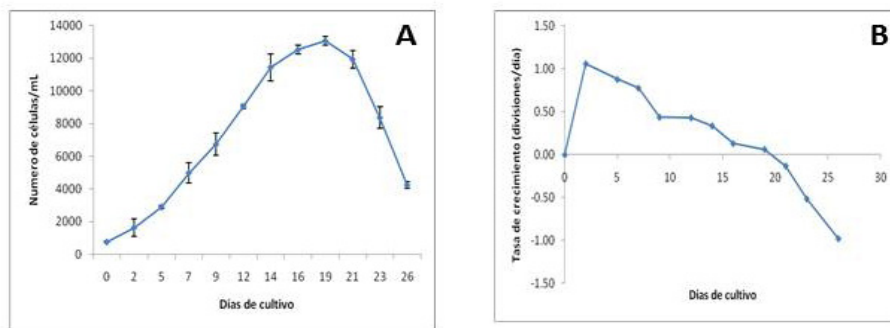 A
Numero de células/mL
14000
12000
10000
8000
6000
4000
2000
0
0 2 5 7 9 12 14 16 19 21 23 26
Días de cultivo
B
Tasa de crecimiento (divisiones/día)
1.50
1.00
0.50
0.00
-0.50
-1.00
-1.50
0 5 10 15 20 25 30
Días de cultivo